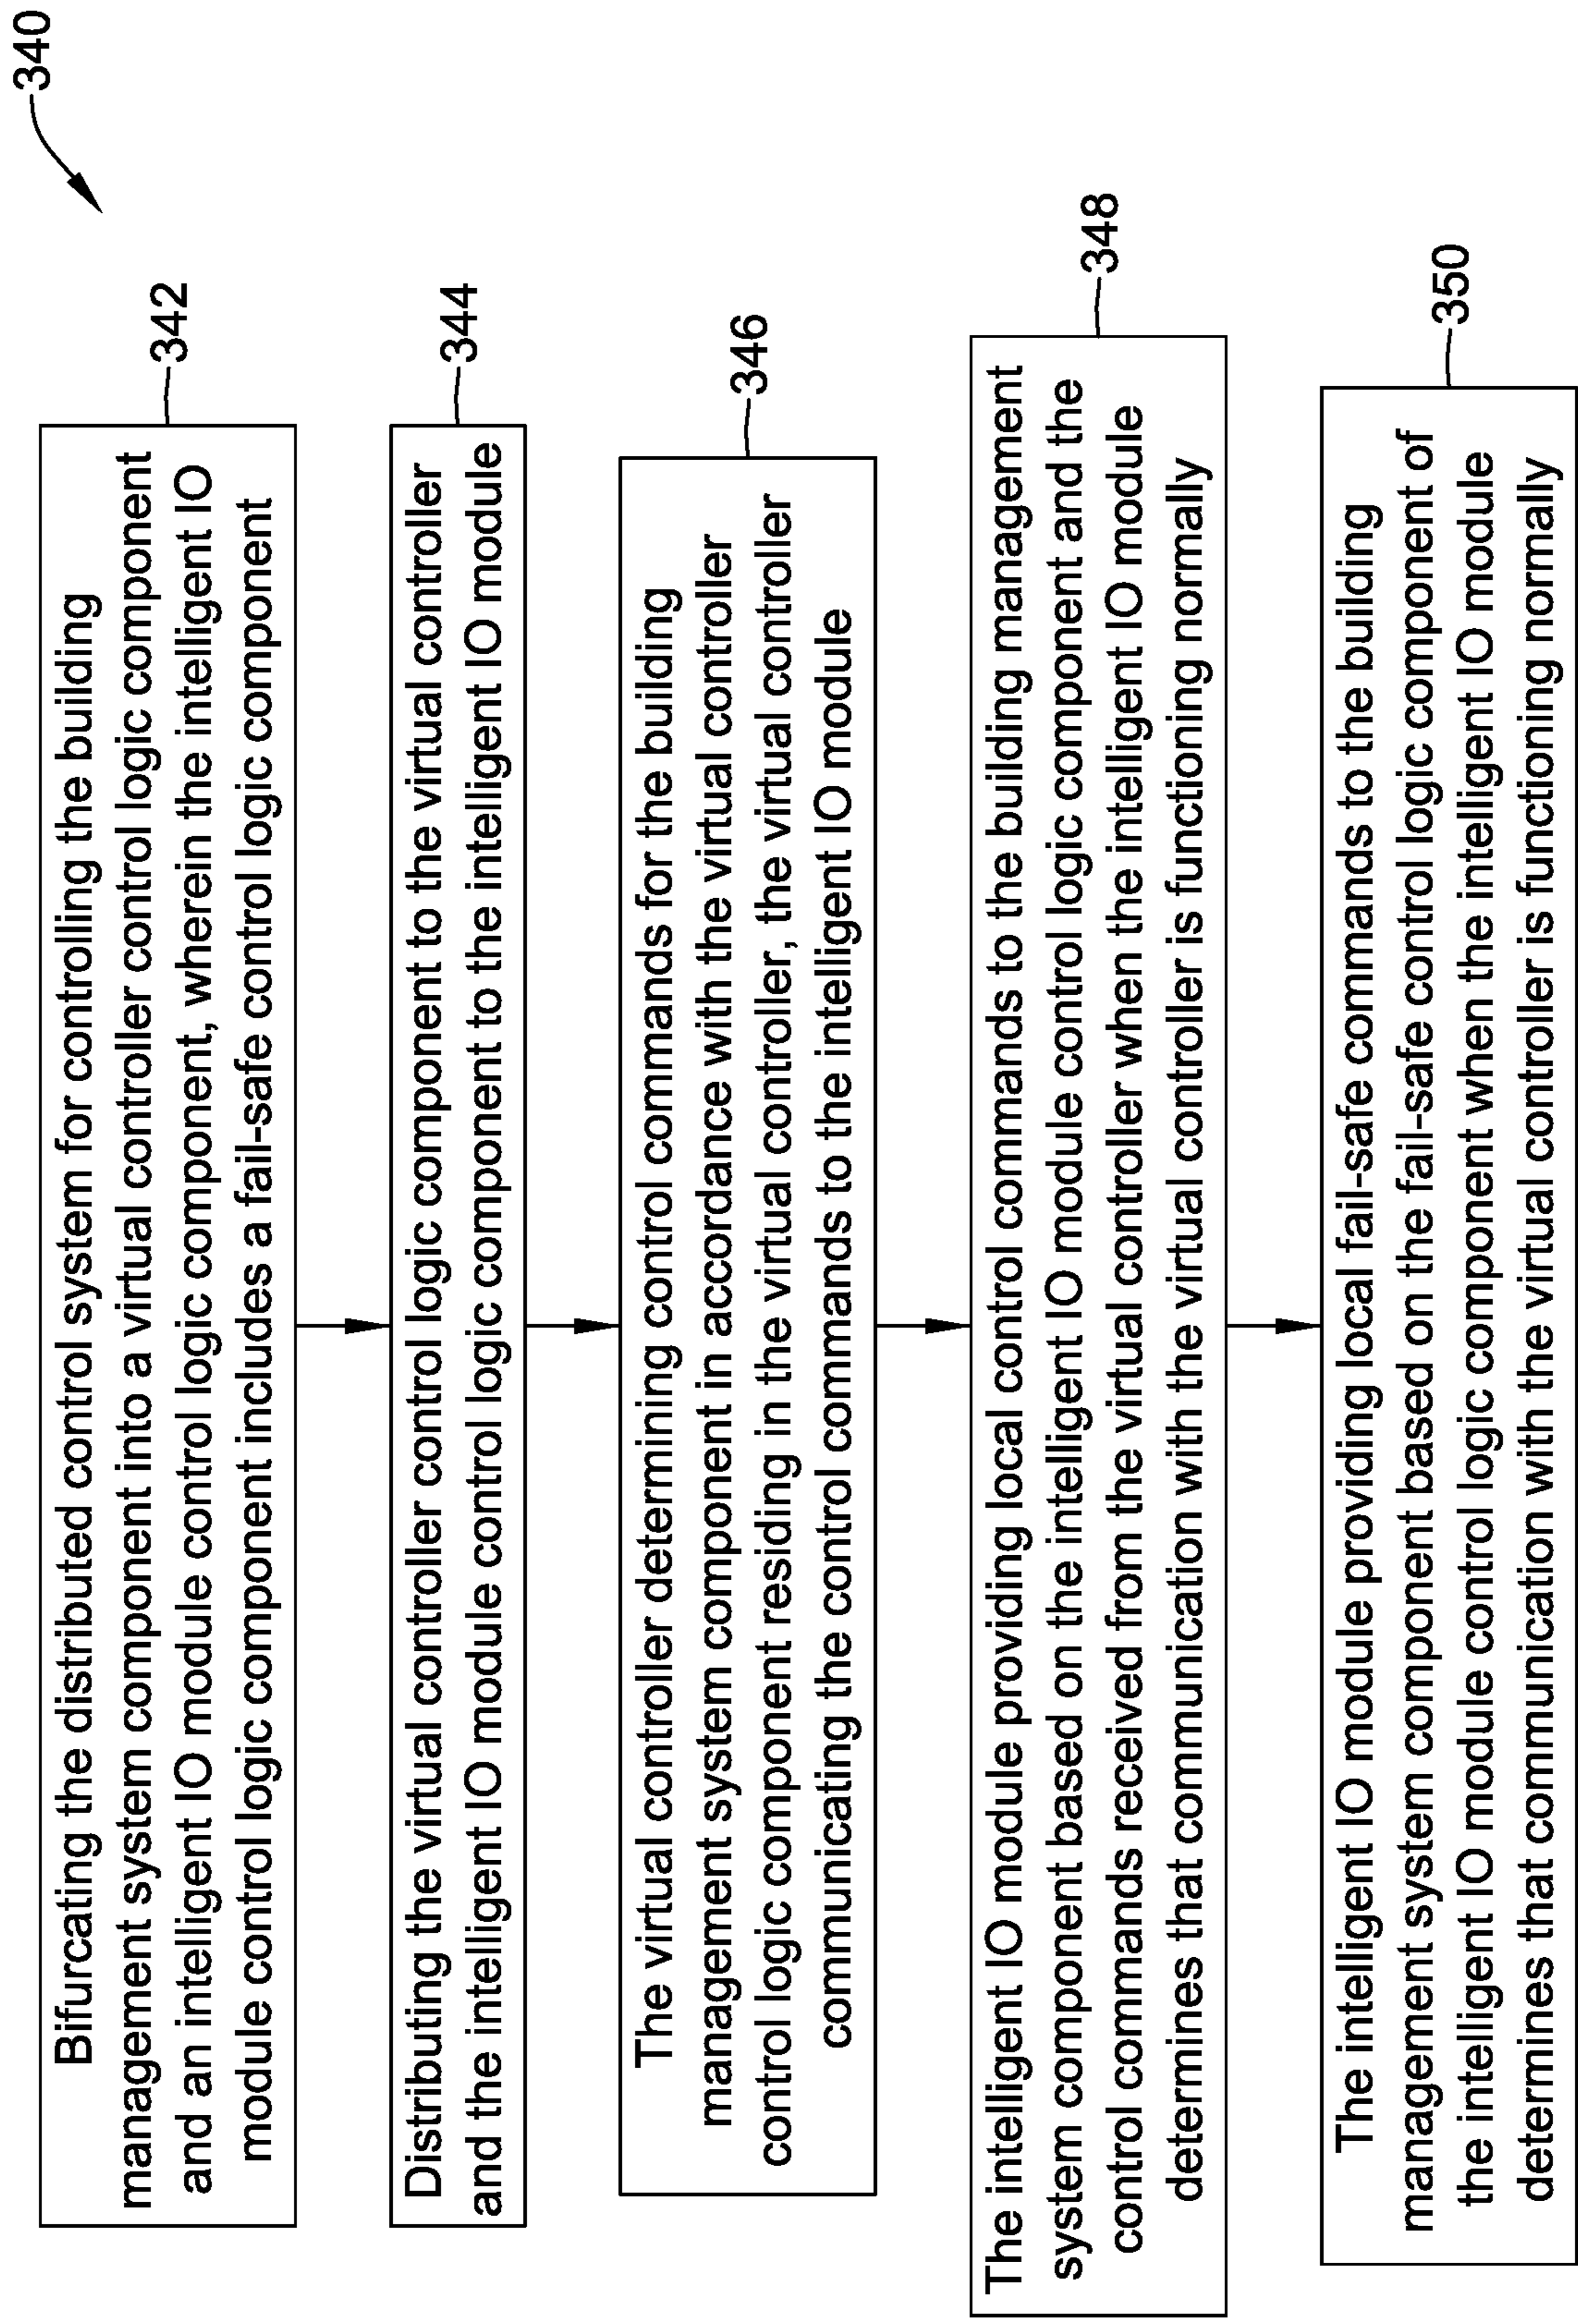 340
Bifurcating the distributed control system for controlling the building
management system component into a virtual controller control logic component
and an intelligent IO module control logic component, wherein the intelligent IO
module control logic component includes a fail-safe control logic component
342
Distributing the virtual controller control logic component to the virtual controller
and the intelligent IO module control logic component to the intelligent IO module
344
The virtual controller determining control commands for the building
management system component in accordance with the virtual controller
control logic component residing in the virtual controller, the virtual controller
communicating the control commands to the intelligent IO module
346
The intelligent IO module providing local control commands to the building management
system component based on the intelligent IO module control logic component and the
control commands received from the virtual controller when the intelligent IO module
determines that communication with the virtual controller is functioning normally
348
The intelligent IO module providing local fail-safe commands to the building
management system component based on the fail-safe control logic component of
the intelligent IO module control logic component when the intelligent IO module
determines that communication with the virtual controller is functioning normally
350